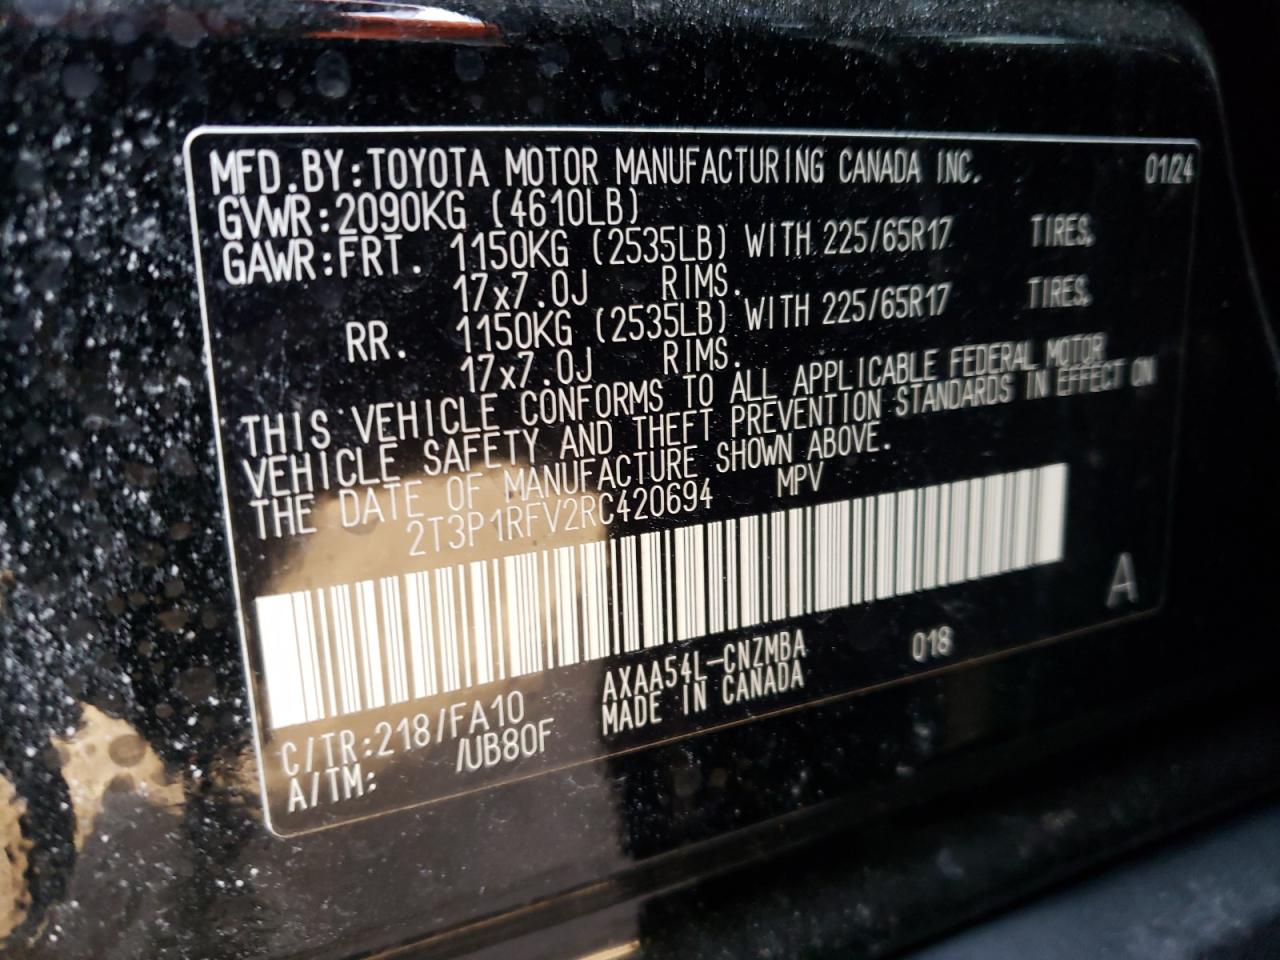 MFD.BY:TOYOTA MOTOR MANUFACTURING CANADA INC. 01/24
GVWR:2090KG (4610LB)
GAWR:FRT. 1150KG (2535LB) WITH 225/65R17 TIRES,
17x7.0J RIMS.
RR. 1150KG (2535LB) WITH 225/65R17 TIRES,
17x7.0J RIMS.
THIS VEHICLE CONFORMS TO ALL APPLICABLE FEDERAL MOTOR
VEHICLE SAFETY AND THEFT PREVENTION STANDARDS IN EFFECT ON
THE DATE OF MANUFACTURE SHOWN ABOVE.
2T3P1RFV2RC420694 MPV
A
C/TR:218/FA10 AXAA54L-CNZMBA 018
A/TM: /UB80F MADE IN CANADA